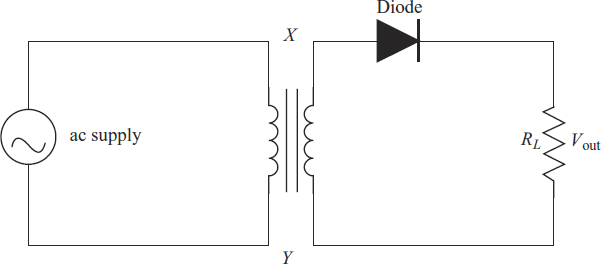 Diode
X
ac supply
R_L
V_out
Y